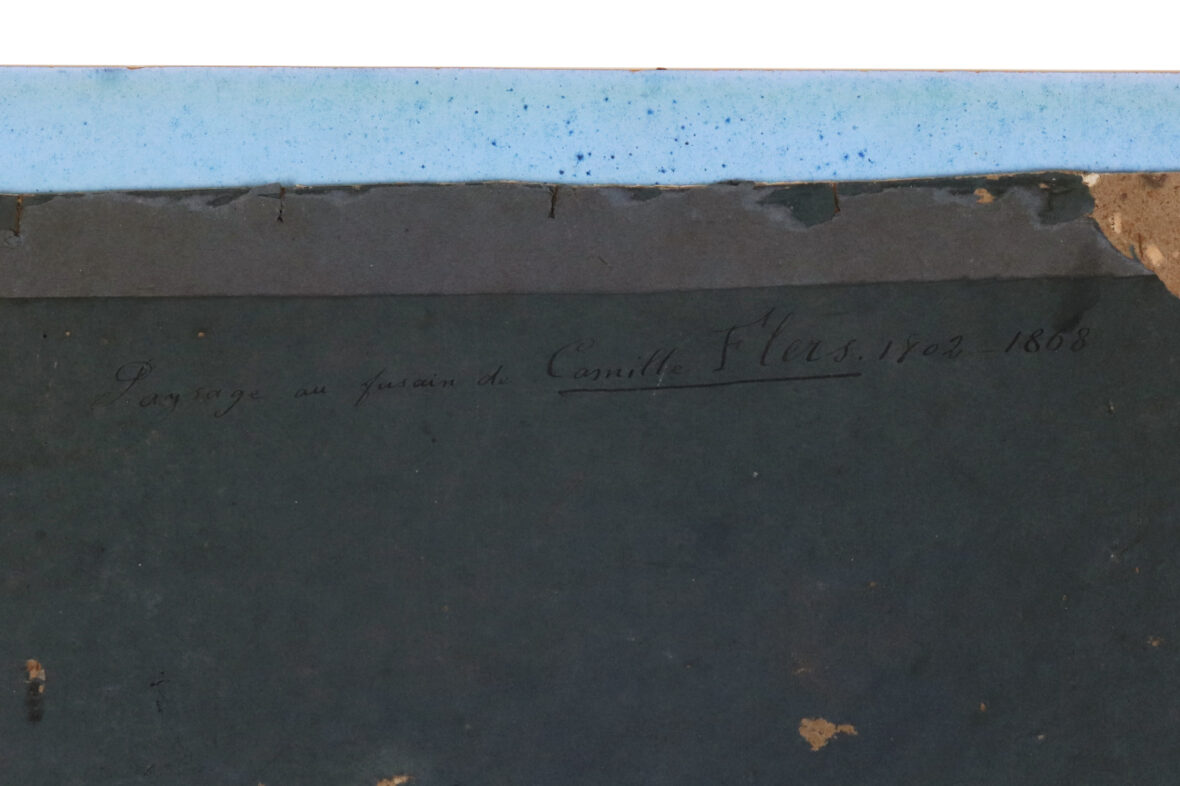 Paysage au fusain de Camille Flers. 1802 - 1868